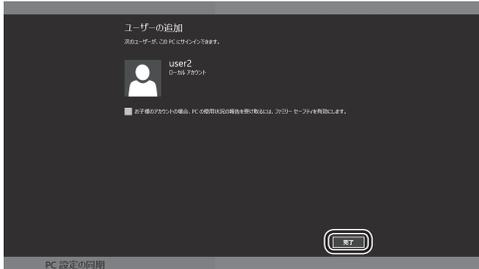 ユーザーの追加
次のユーザーが、この PC にサインインできます。
user2
ローカル アカウント
お子様のアカウントの場合、PC の使用状況の報告を受け取るには、ファミリー セーフティを有効にします。
完了
PC 設定の同期